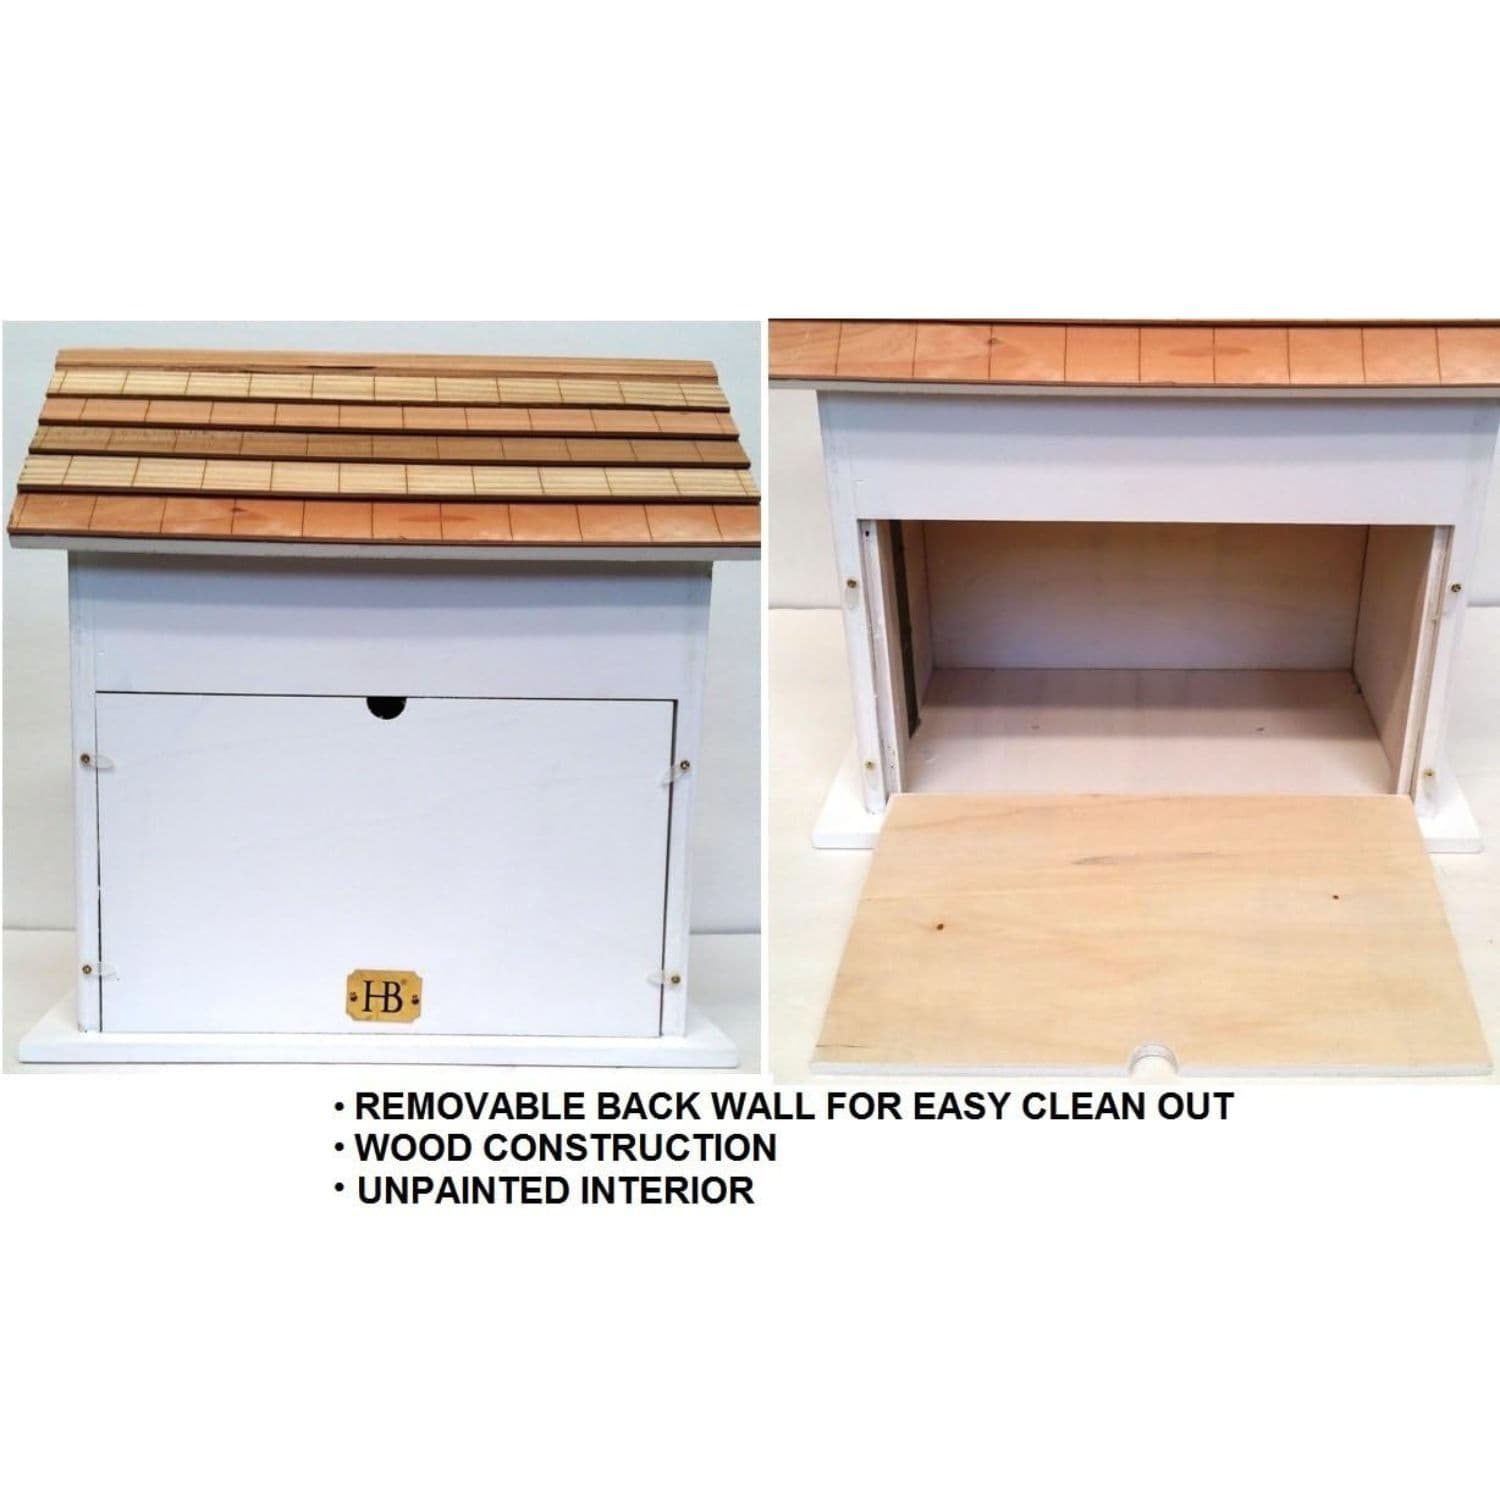 HB
• REMOVABLE BACK WALL FOR EASY CLEAN OUT
• WOOD CONSTRUCTION
• UNPAINTED INTERIOR